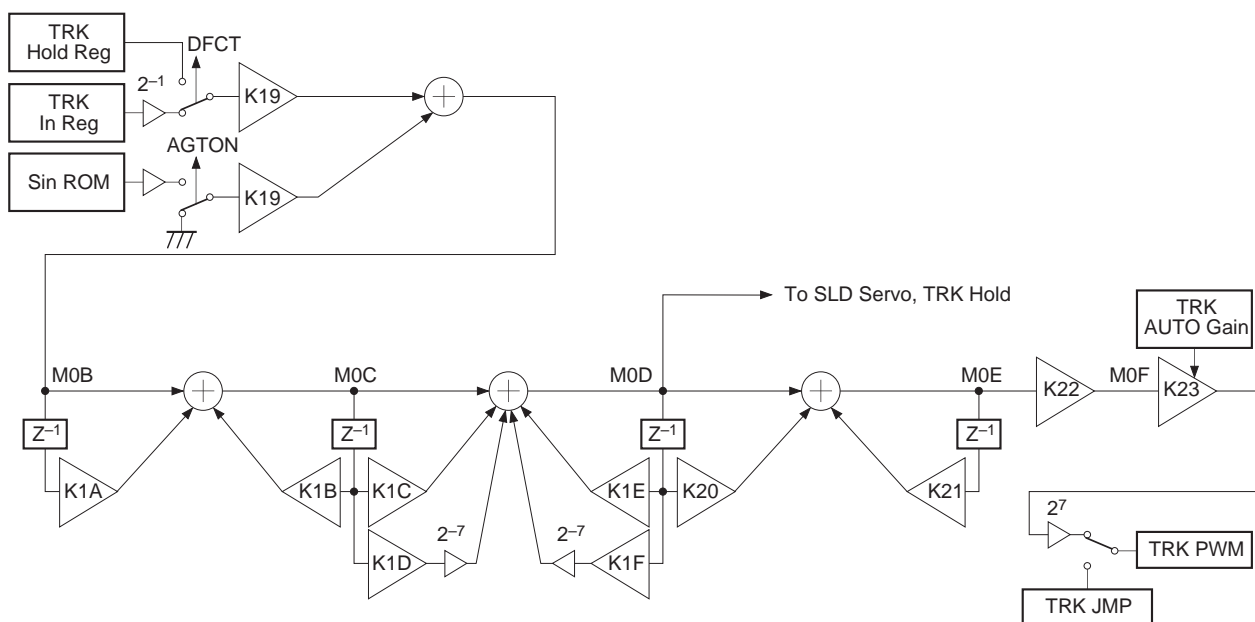 TRK
Hold Reg
DFCT
2–1
K19
TRK
In Reg
AGTON
Sin ROM
K19
To SLD Servo, TRK Hold
TRK
AUTO Gain
M0B
M0C
M0D
M0E
K22
M0F
K23
Z–1
Z–1
Z–1
Z–1
K1A
K1B
K1C
K1E
K20
K21
K1D
2–7
2–7
K1F
27
TRK PWM
TRK JMP